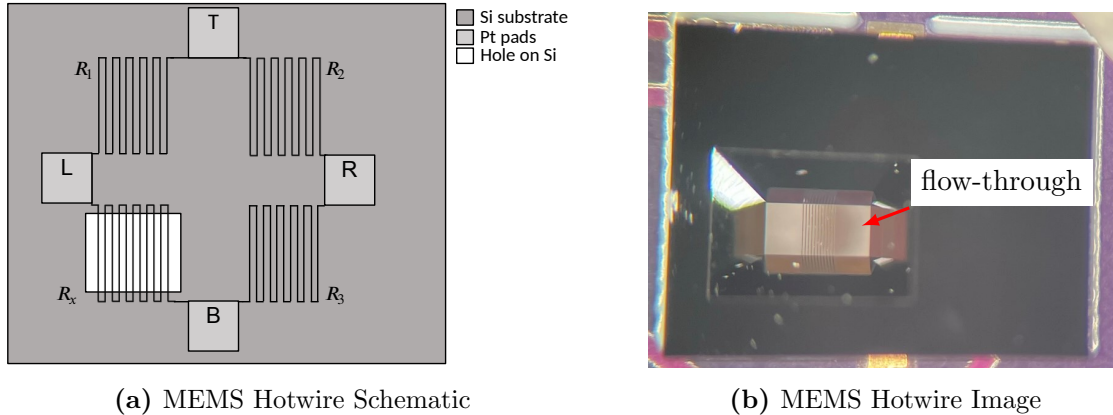 T
Si substrate
Pt pads
Hole on Si
R1
R2
L
R
flow-through
Rx
R3
B
(a) MEMS Hotwire Schematic
(b) MEMS Hotwire Image